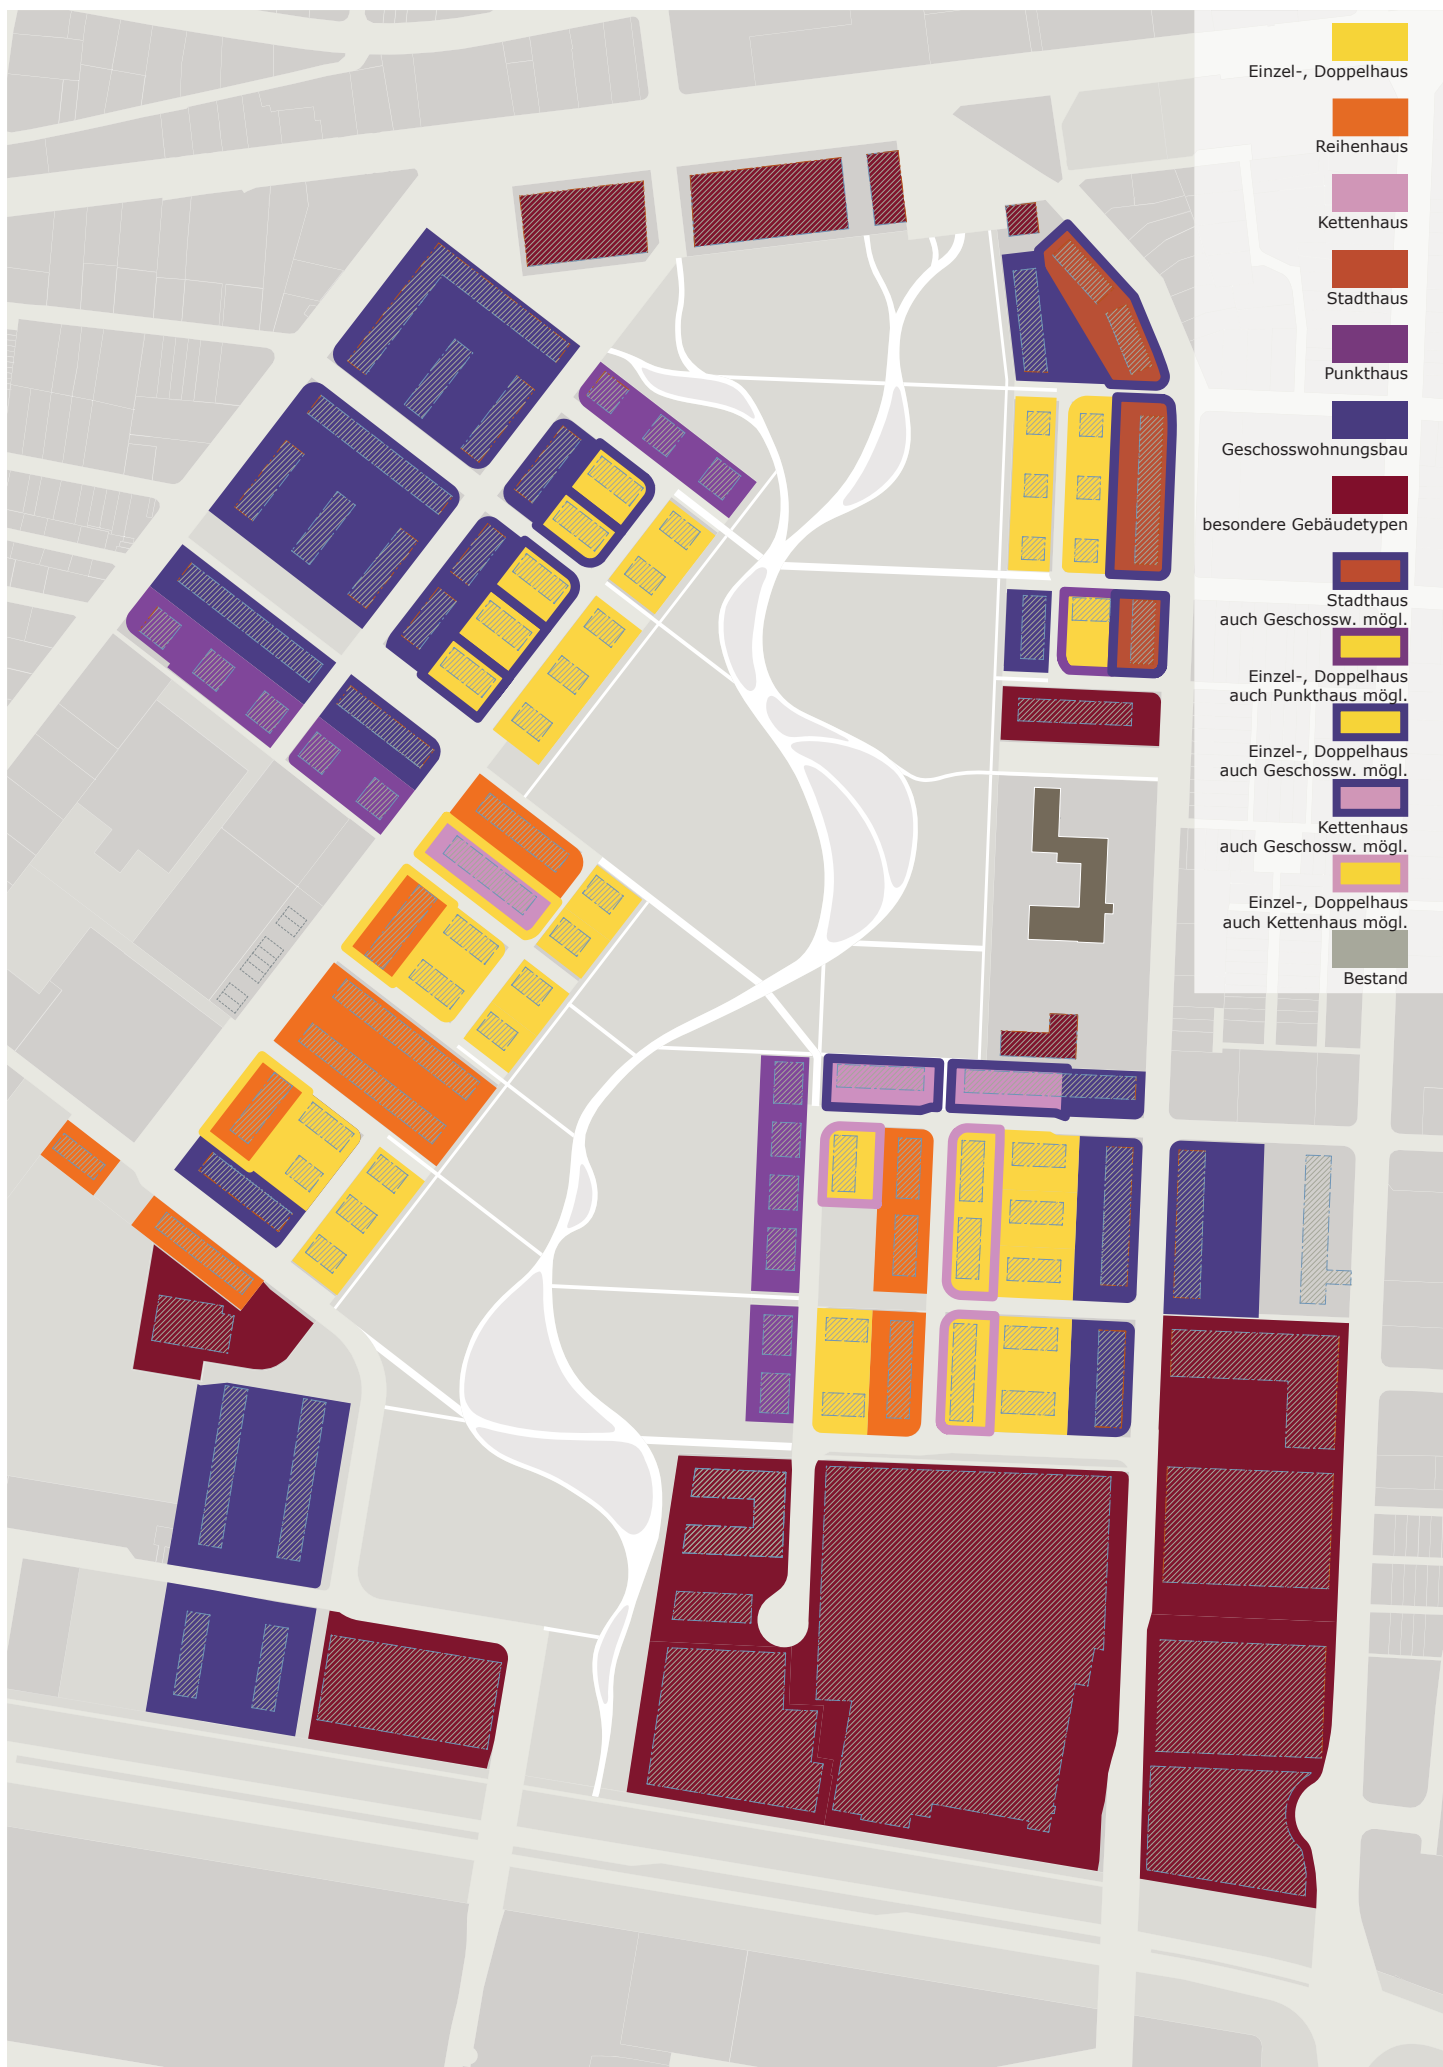 Einzel-, Doppelhaus
Reihenhaus
Kettenhaus
Stadthaus
Punkthaus
Geschosswohnungsbau
besondere Gebäudetypen
Stadthaus
auch Geschossw. mögl.
Einzel-, Doppelhaus
auch Punkthaus mögl.
Einzel-, Doppelhaus
auch Geschossw. mögl.
Kettenhaus
auch Geschossw. mögl.
Einzel-, Doppelhaus
auch Kettenhaus mögl.
Bestand